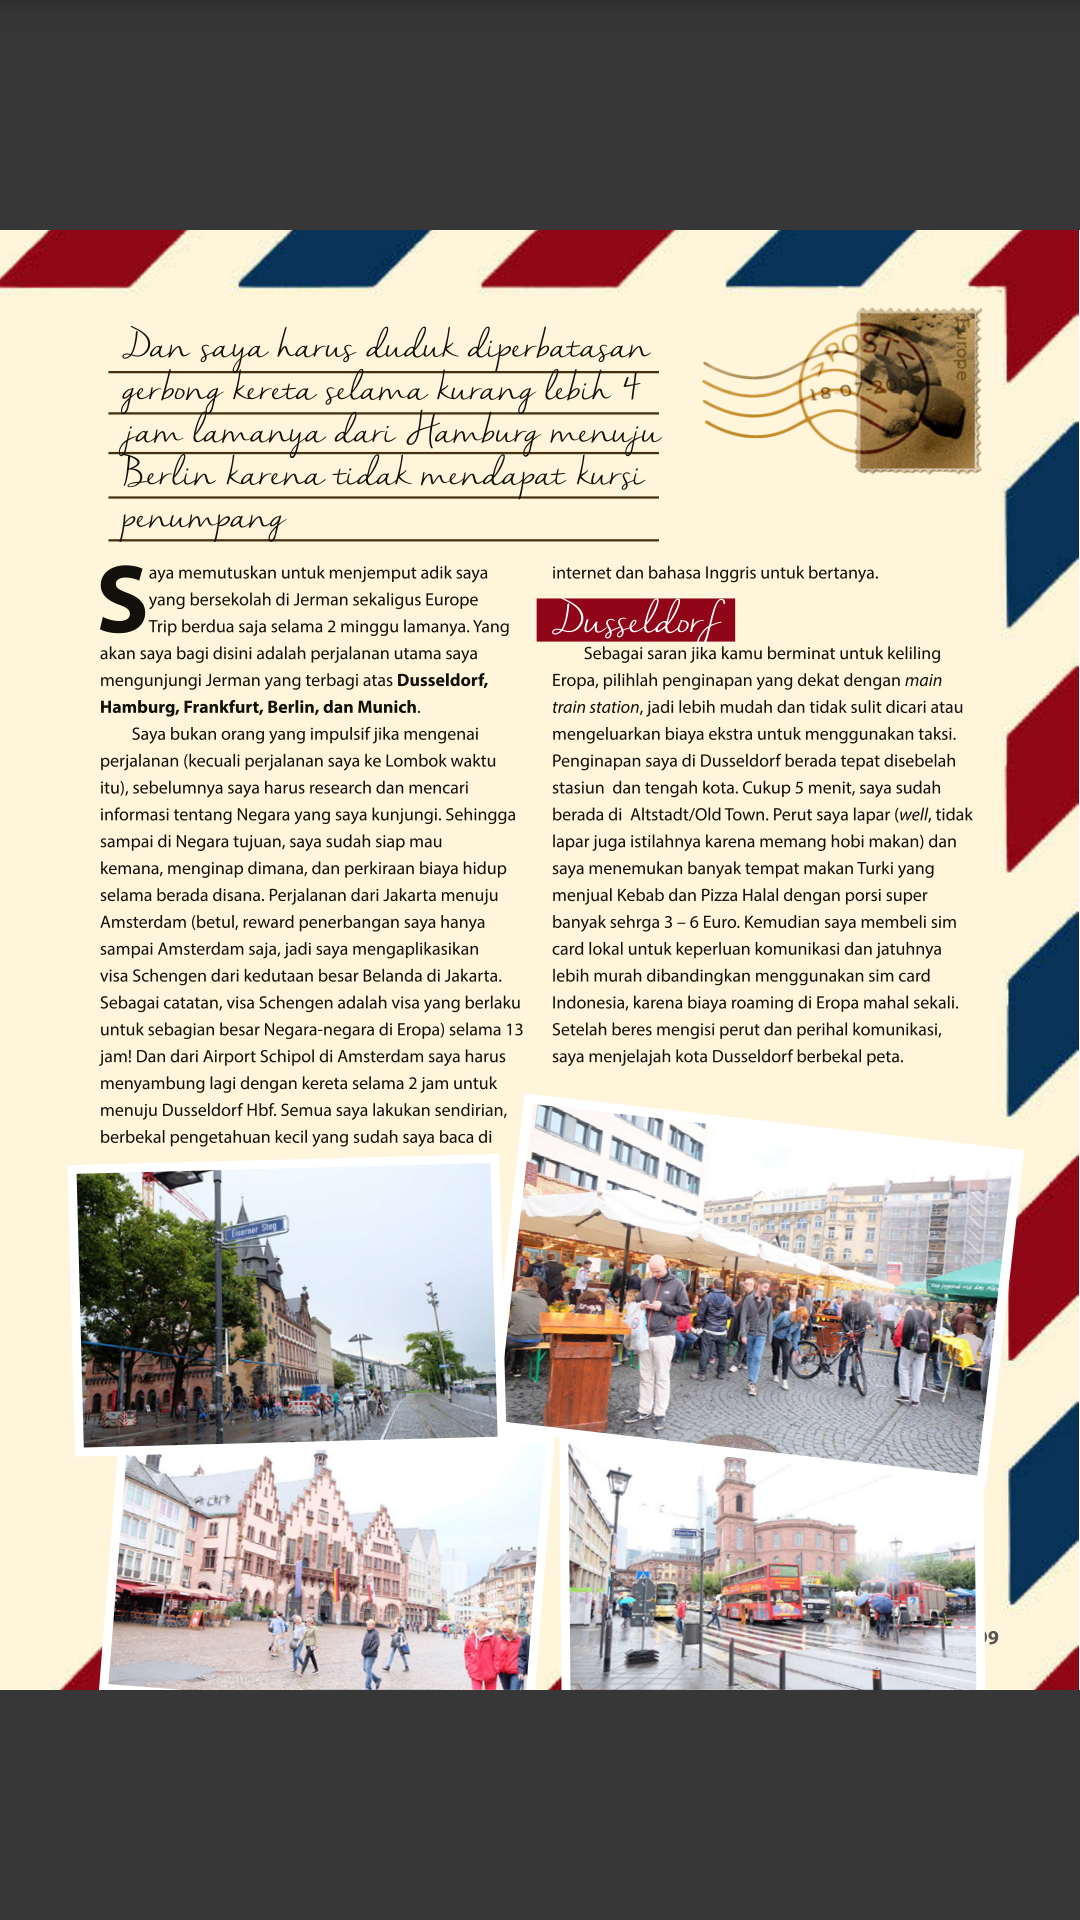 Dan saya harus duduk diperbatasan
gerbong kereta selama kurang lebih 4
jam lamanya dari Hamburg menuju
Berlin karena tidak mendapat kursi
penumpang
Europe
POSTZ
18-07-2005
Saya memutuskan untuk menjemput adik saya
yang bersekolah di Jerman sekaligus Europe
Trip berdua saja selama 2 minggu lamanya. Yang
akan saya bagi disini adalah perjalanan utama saya
mengunjungi Jerman yang terbagi atas Dusseldorf,
Hamburg, Frankfurt, Berlin, dan Munich.
Saya bukan orang yang impulsif jika mengenai
perjalanan (kecuali perjalanan saya ke Lombok waktu
itu), sebelumnya saya harus research dan mencari
informasi tentang Negara yang saya kunjungi. Sehingga
sampai di Negara tujuan, saya sudah siap mau
kemana, menginap dimana, dan perkiraan biaya hidup
selama berada disana. Perjalanan dari Jakarta menuju
Amsterdam (betul, reward penerbangan saya hanya
sampai Amsterdam saja, jadi saya mengaplikasikan
visa Schengen dari kedutaan besar Belanda di Jakarta.
Sebagai catatan, visa Schengen adalah visa yang berlaku
untuk sebagian besar Negara-negara di Eropa) selama 13
jam! Dan dari Airport Schipol di Amsterdam saya harus
menyambung lagi dengan kereta selama 2 jam untuk
menuju Dusseldorf Hbf. Semua saya lakukan sendirian,
berbekal pengetahuan kecil yang sudah saya baca di
internet dan bahasa Inggris untuk bertanya.
Dusseldorf
Sebagai saran jika kamu berminat untuk keliling
Eropa, pilihlah penginapan yang dekat dengan main
train station, jadi lebih mudah dan tidak sulit dicari atau
mengeluarkan biaya ekstra untuk menggunakan taksi.
Penginapan saya di Dusseldorf berada tepat disebelah
stasiun dan tengah kota. Cukup 5 menit, saya sudah
berada di Altstadt/Old Town. Perut saya lapar (well, tidak
lapar juga istilahnya karena memang hobi makan) dan
saya menemukan banyak tempat makan Turki yang
menjual Kebab dan Pizza Halal dengan porsi super
banyak sehrga 3 – 6 Euro. Kemudian saya membeli sim
card lokal untuk keperluan komunikasi dan jatuhnya
lebih murah dibandingkan menggunakan sim card
Indonesia, karena biaya roaming di Eropa mahal sekali.
Setelah beres mengisi perut dan perihal komunikasi,
saya menjelajah kota Dusseldorf berbekal peta.
Eiserner Steg
99